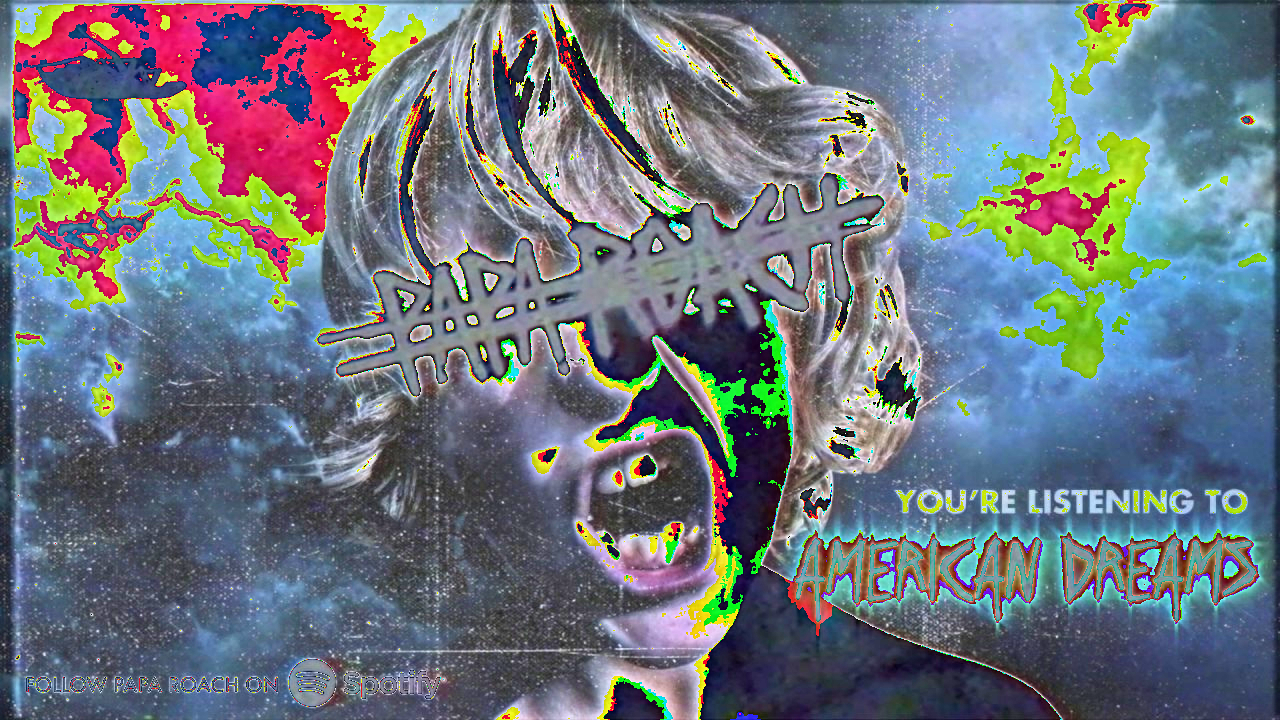 PAPA ROACH
YOU'RE LISTENING TO
AMERICAN DREAMS
FOLLOW PAPA ROACH ON Spotify